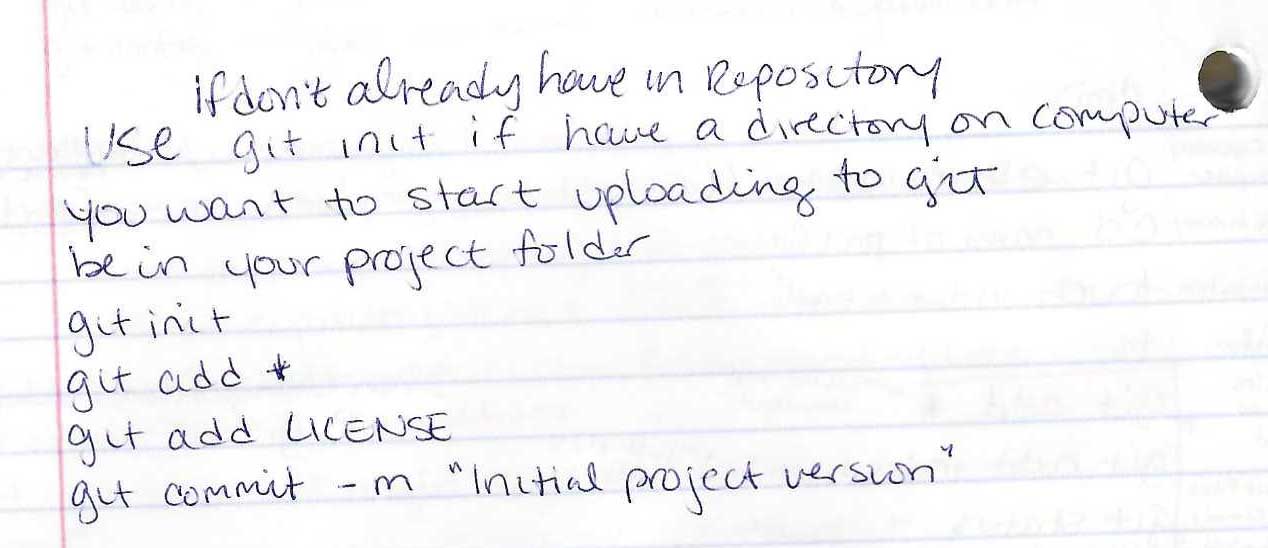 if don't already have in Repository
Use git init if have a directory on computer
you want to start uploading to git
be in your project folder
git init
git add *
git add LICENSE
git commit -m "Initial project version"